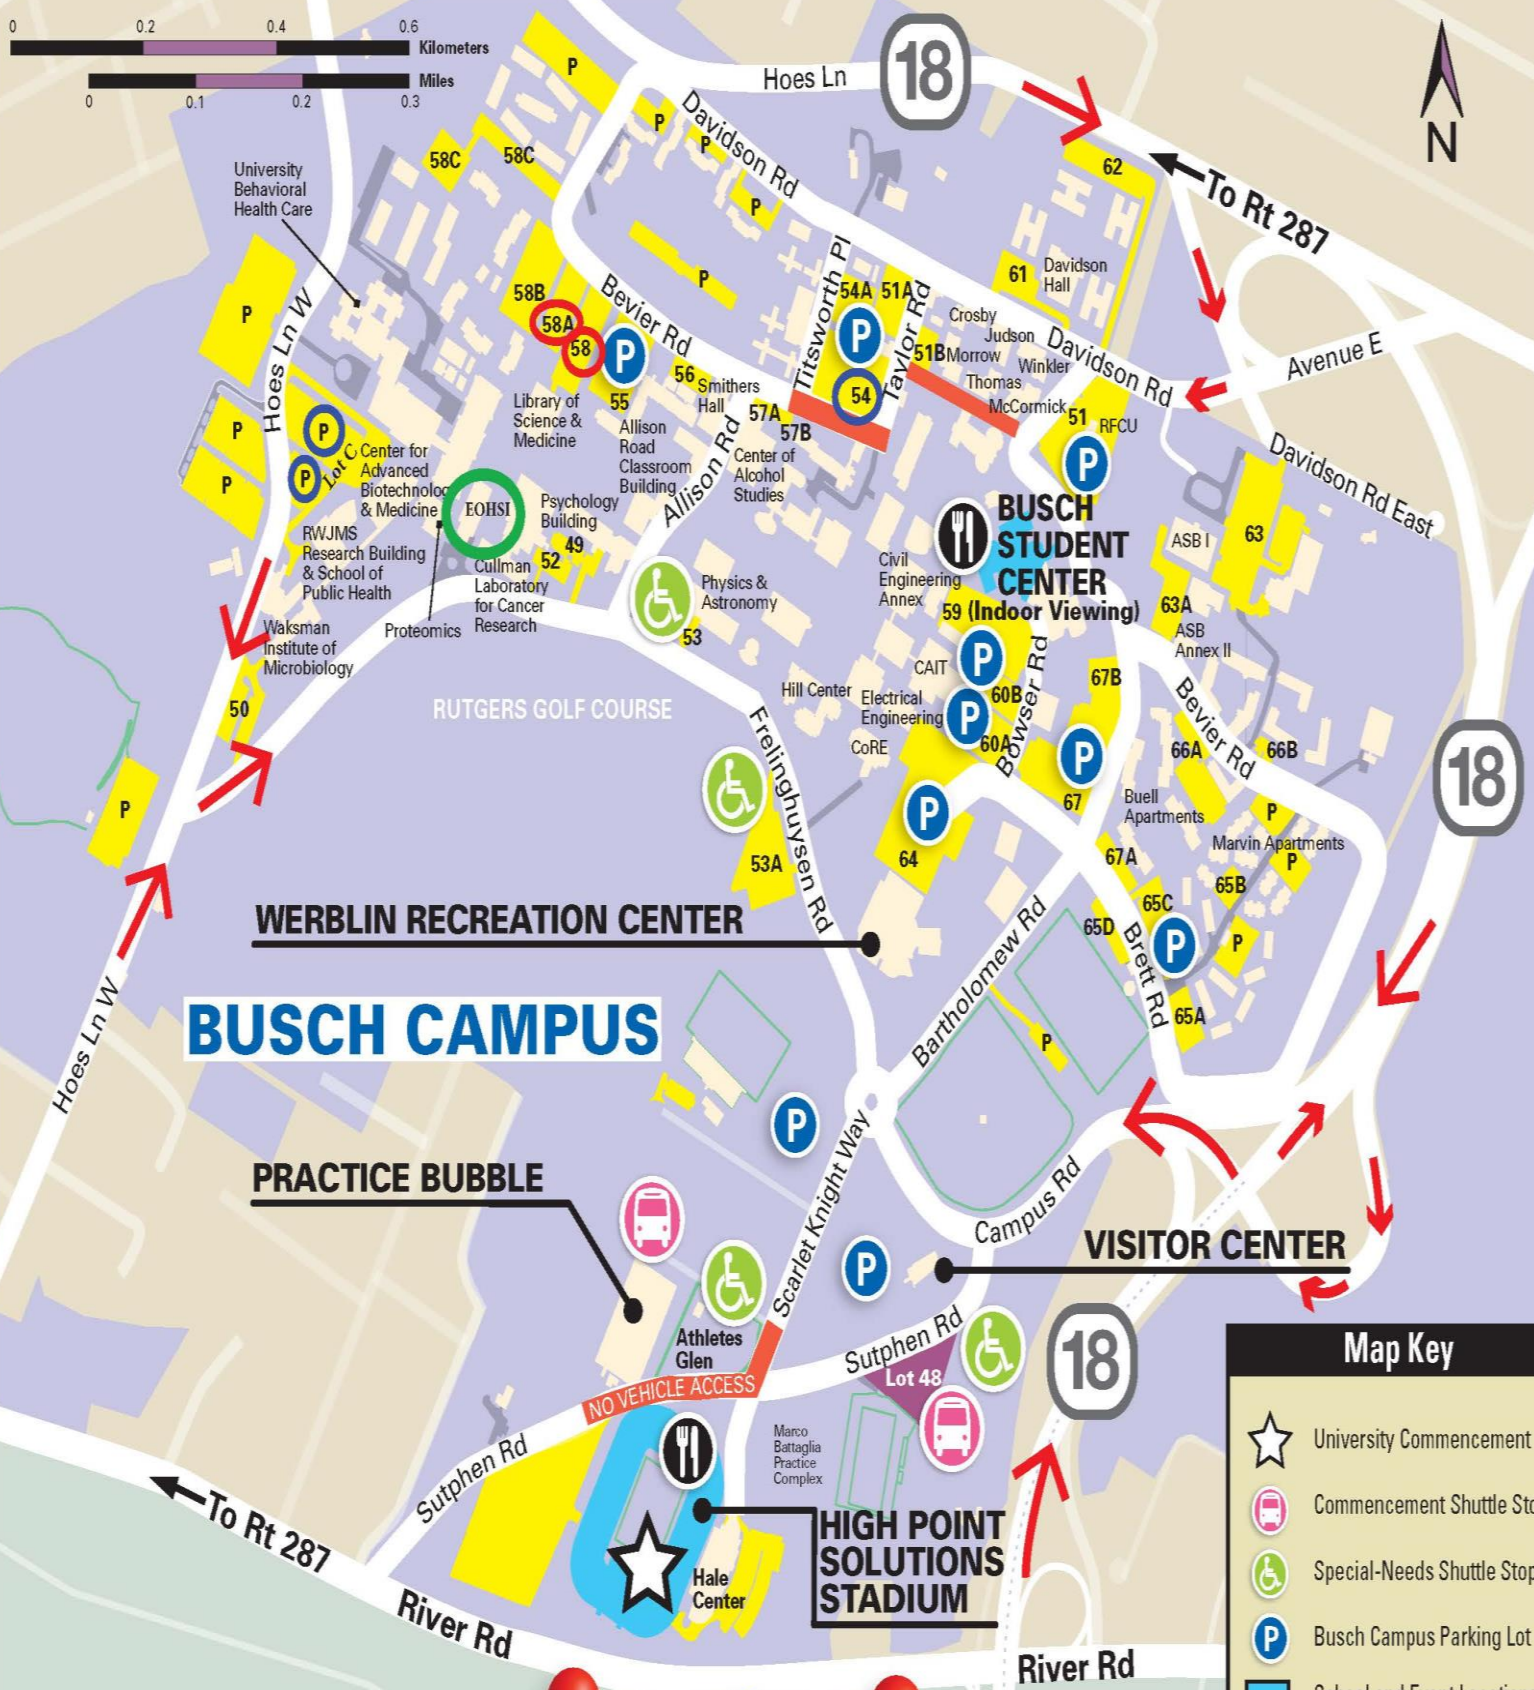 0 0.2 0.4 0.6
Kilometers
Miles
0 0.1 0.2 0.3
Hoes Ln
18
N
P
58C
58C
P
P
Davidson Rd
P
62
To Rt 287
University
Behavioral
Health Care
P
P
58B
58A
58
P
Bevier Rd
Titsworth Pl
54A
51A
P
54
Taylor Rd
61
Davidson
Hall
Crosby
Judson
51B
Morrow
Winkler
Thomas
McCormick
Davidson Rd
Avenue E
51
RFCU
P
Davidson Rd East
Hoes Ln W
P
P
P
P
Lot C
Center for
Advanced
Biotechnolog
& Medicine
Library of
Science &
Medicine
55
56
Smithers
Hall
Allison
Road
Classroom
Building
Allison Rd
57A
57B
Center of
Alcohol
Studies
P
EOHSI
Psychology
Building
49
52
RWJMS
Research Building
& School of
Public Health
Cullman
Laboratory
for Cancer
Research
Proteomics
Waksman
Institute of
Microbiology
50
Physics &
Astronomy
53
BUSCH
STUDENT
CENTER
(Indoor Viewing)
Civil
Engineering
Annex
59
P
ASB I
63
63A
ASB
Annex II
RUTGERS GOLF COURSE
Hill Center
CAIT
Electrical
Engineering
P
60B
60A
CoRE
Bowser Rd
67B
P
67
Bevier Rd
66A
66B
18
P
Frelinghuysen Rd
53A
P
64
Buell
Apartments
P
Marvin Apartments
P
67A
65B
65C
65D
P
P
Brett Rd
65A
WERBLIN RECREATION CENTER
Hoes Ln W
BUSCH CAMPUS
Bartholomew Rd
P
P
PRACTICE BUBBLE
Scarlet Knight Way
Campus Rd
P
VISITOR CENTER
Athletes
Glen
Sutphen Rd
Lot 48
18
NO VEHICLE ACCESS
Sutphen Rd
Marco
Battaglia
Practice
Complex
To Rt 287
HIGH POINT
SOLUTIONS
STADIUM
Hale
Center
River Rd
River Rd
Map Key
University Commencement
Commencement Shuttle Sto
Special-Needs Shuttle Stop
P
Busch Campus Parking Lot